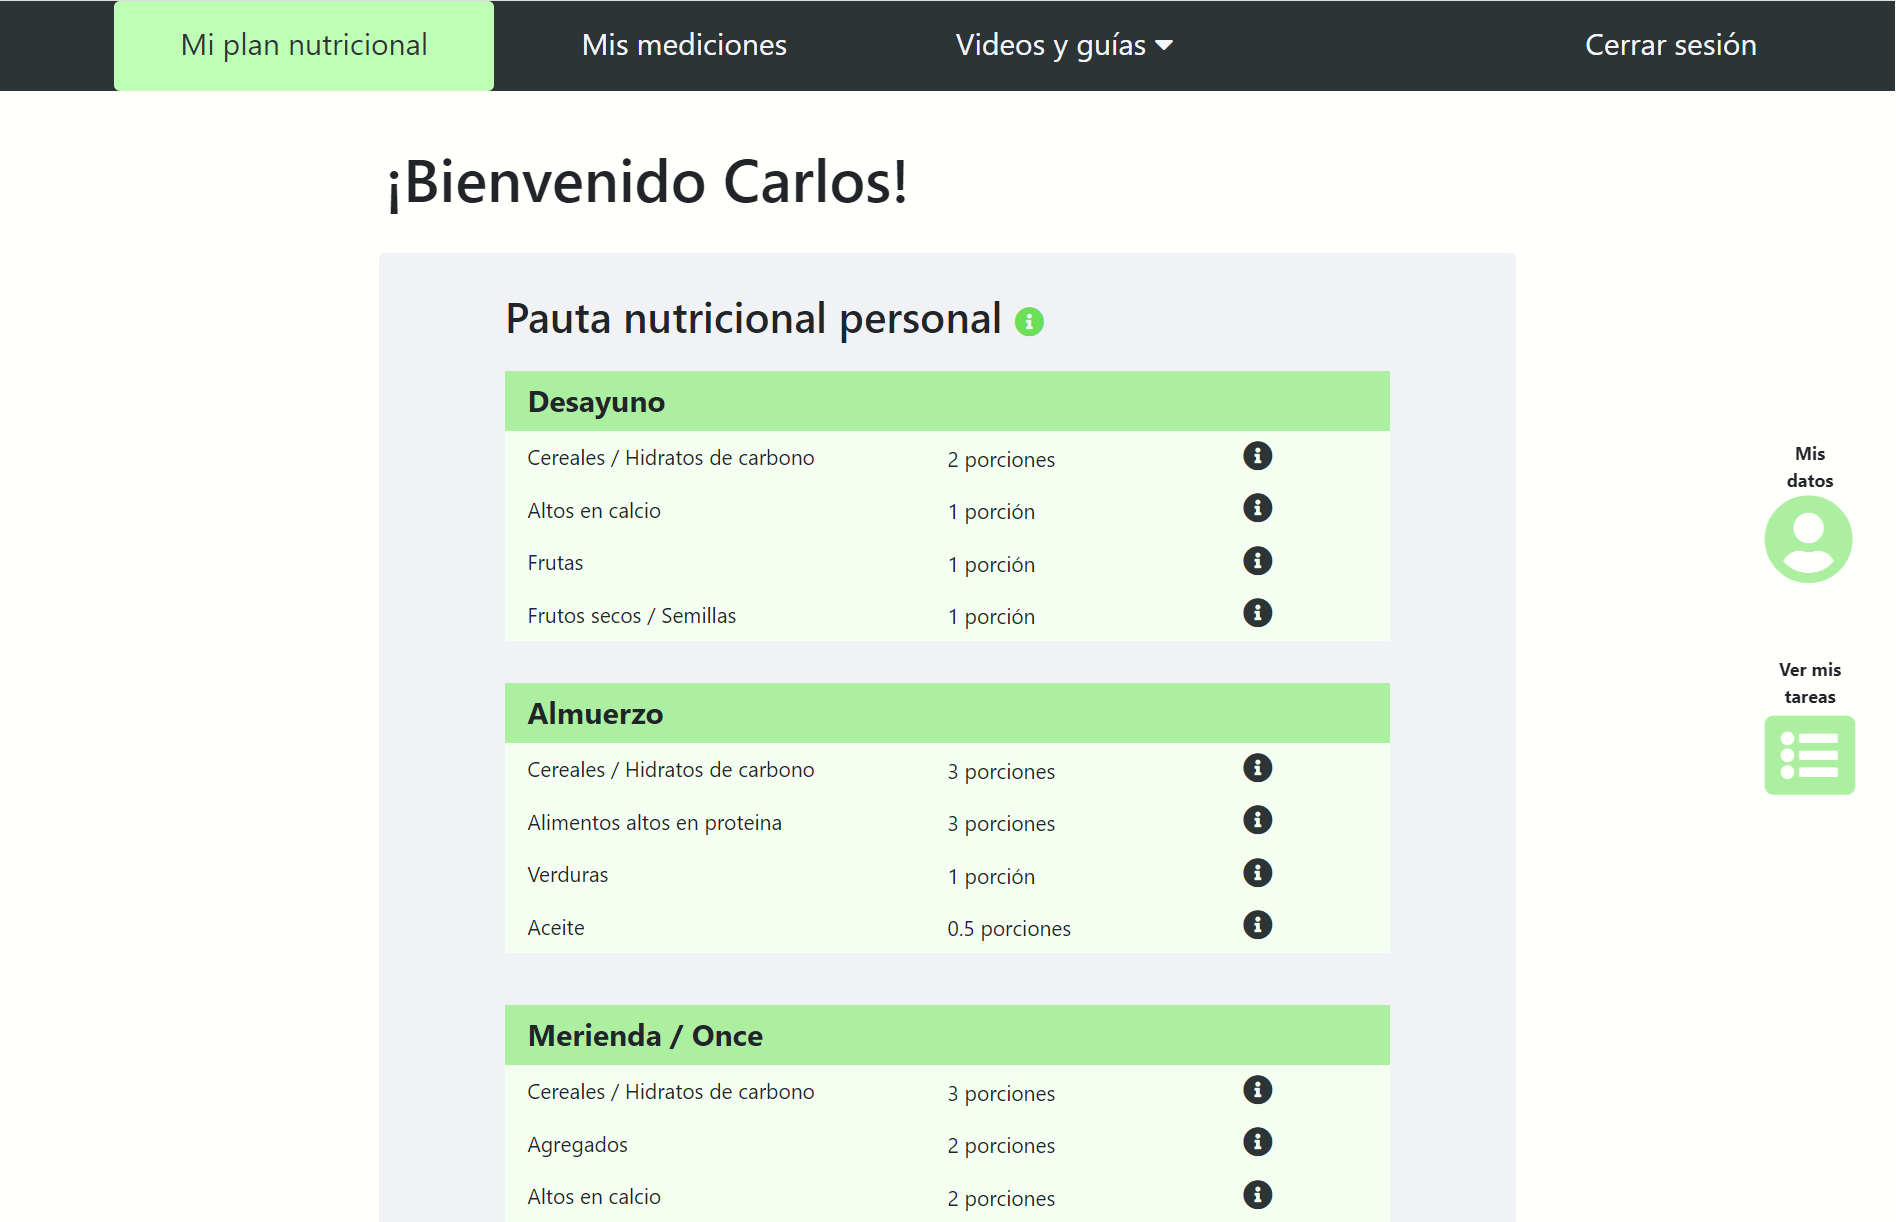 Mi plan nutricional Mis mediciones Videos y guías Cerrar sesión
¡Bienvenido Carlos!
Pauta nutricional personal
Desayuno
Cereales / Hidratos de carbono 2 porciones
Altos en calcio 1 porción
Frutas 1 porción
Frutos secos / Semillas 1 porción
Almuerzo
Cereales / Hidratos de carbono 3 porciones
Alimentos altos en proteina 3 porciones
Verduras 1 porción
Aceite 0.5 porciones
Merienda / Once
Cereales / Hidratos de carbono 3 porciones
Agregados 2 porciones
Altos en calcio 2 porciones
Mis
datos
Ver mis
tareas